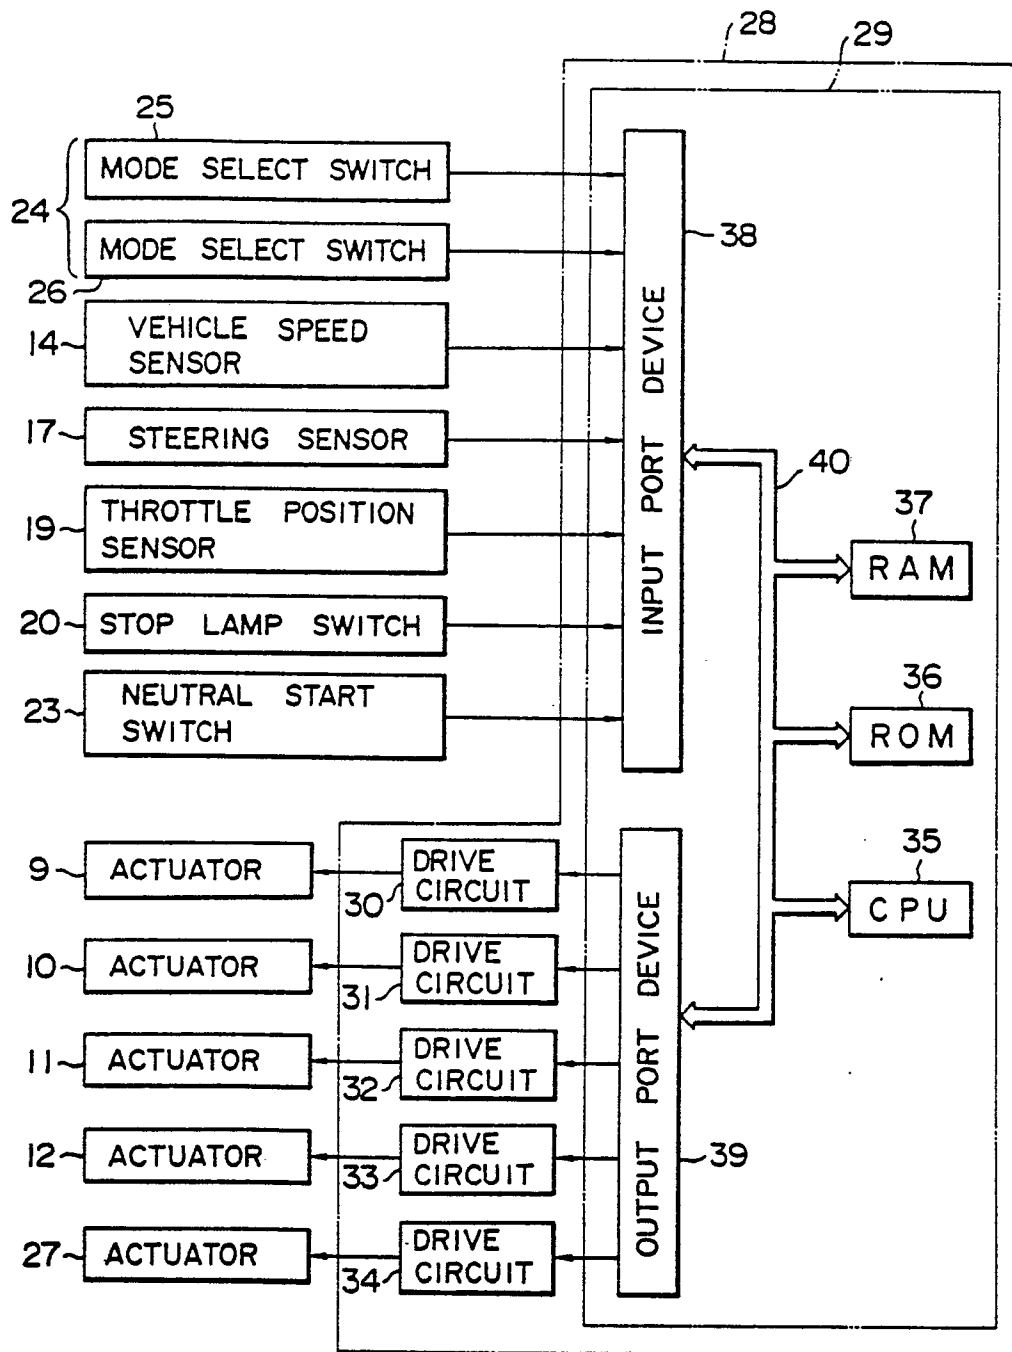 28
29
25
MODE SELECT SWITCH
24
MODE SELECT SWITCH
26
38
14
VEHICLE SPEED
SENSOR
17
STEERING SENSOR
19
THROTTLE POSITION
SENSOR
20
STOP LAMP SWITCH
23
NEUTRAL START
SWITCH
INPUT PORT DEVICE
40
37
RAM
36
ROM
35
CPU
9
ACTUATOR
30
DRIVE
CIRCUIT
10
ACTUATOR
31
DRIVE
CIRCUIT
11
ACTUATOR
32
DRIVE
CIRCUIT
12
ACTUATOR
33
DRIVE
CIRCUIT
27
ACTUATOR
34
DRIVE
CIRCUIT
OUTPUT PORT DEVICE
39